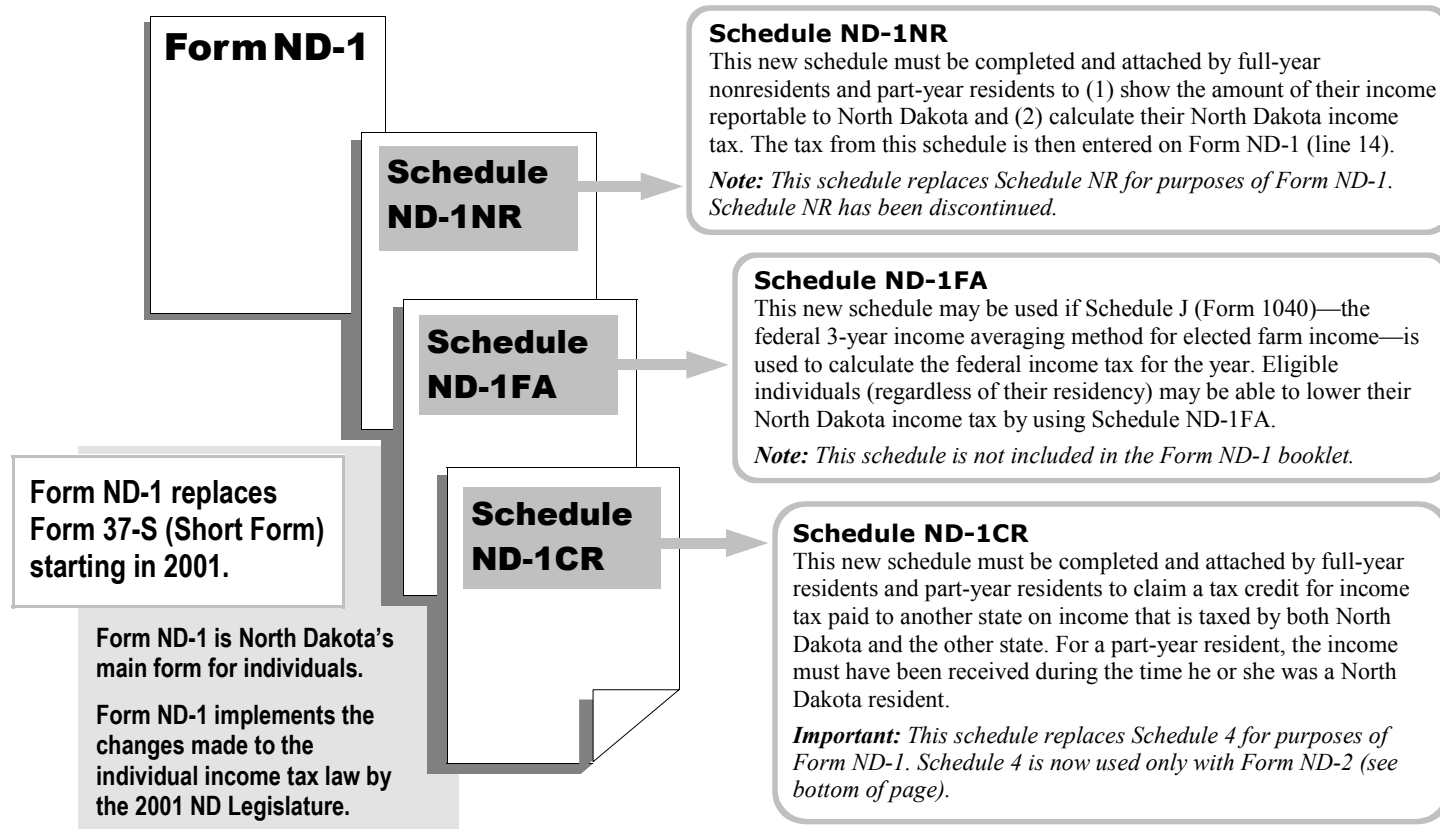 Form ND-1
Schedule
ND-1NR
Schedule
ND-1FA
Schedule
ND-1CR
Form ND-1 replaces
Form 37-S (Short Form)
starting in 2001.
Form ND-1 is North Dakota’s
main form for individuals.
Form ND-1 implements the
changes made to the
individual income tax law by
the 2001 ND Legislature.
Schedule ND-1NR
This new schedule must be completed and attached by full-year
nonresidents and part-year residents to (1) show the amount of their income
reportable to North Dakota and (2) calculate their North Dakota income
tax. The tax from this schedule is then entered on Form ND-1 (line 14).
Note: This schedule replaces Schedule NR for purposes of Form ND-1.
Schedule NR has been discontinued.
Schedule ND-1FA
This new schedule may be used if Schedule J (Form 1040)—the
federal 3-year income averaging method for elected farm income—is
used to calculate the federal income tax for the year. Eligible
individuals (regardless of their residency) may be able to lower their
North Dakota income tax by using Schedule ND-1FA.
Note: This schedule is not included in the Form ND-1 booklet.
Schedule ND-1CR
This new schedule must be completed and attached by full-year
residents and part-year residents to claim a tax credit for income
tax paid to another state on income that is taxed by both North
Dakota and the other state. For a part-year resident, the income
must have been received during the time he or she was a North
Dakota resident.
Important: This schedule replaces Schedule 4 for purposes of
Form ND-1. Schedule 4 is now used only with Form ND-2 (see
bottom of page).